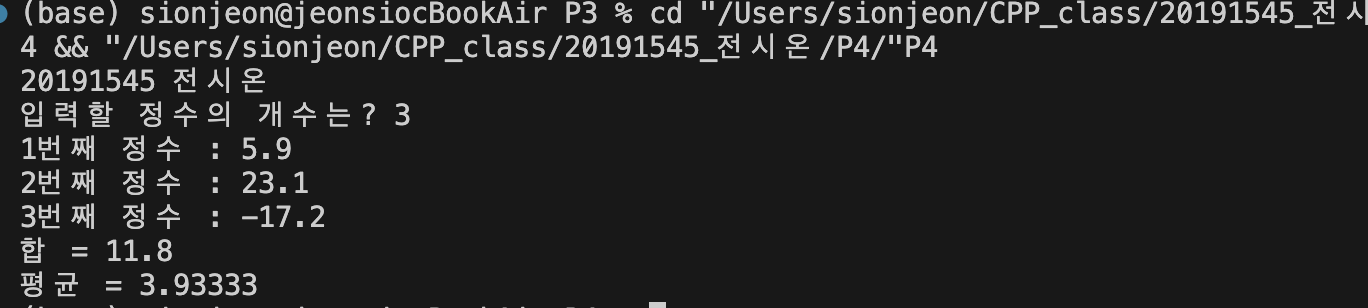 (base) sionjeon@jeonsiocBookAir P3 % cd "/Users/sionjeon/CPP_class/20191545_전시
4 && "/Users/sionjeon/CPP_class/20191545_전시온/P4/"P4
20191545 전시온
입력할 정수의 개수는? 3
1번째 정수 : 5.9
2번째 정수 : 23.1
3번째 정수 : -17.2
합 = 11.8
평균 = 3.93333